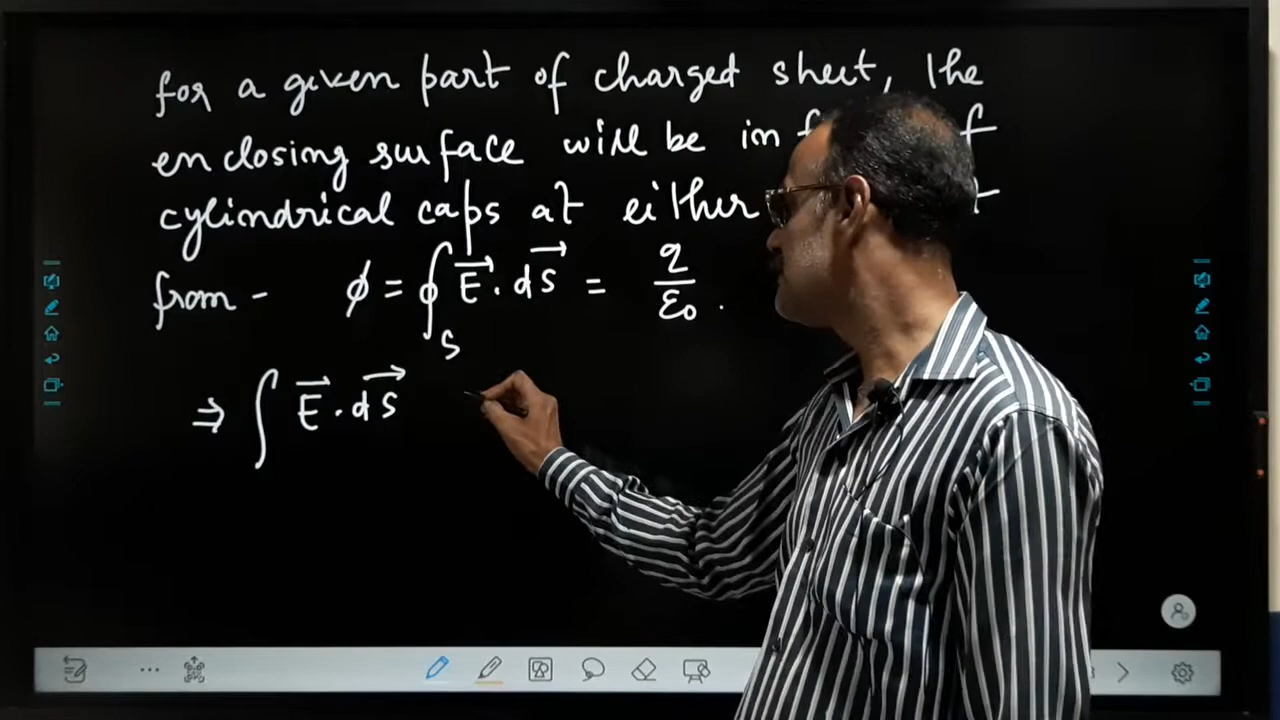 for a given part of charged sheet, the
enclosing surface will be in
cylindrical caps at either
from - ϕ = ∮_S E⃗ . dS⃗ = q/ε₀ .
⇒ ∫ E⃗ . dS⃗